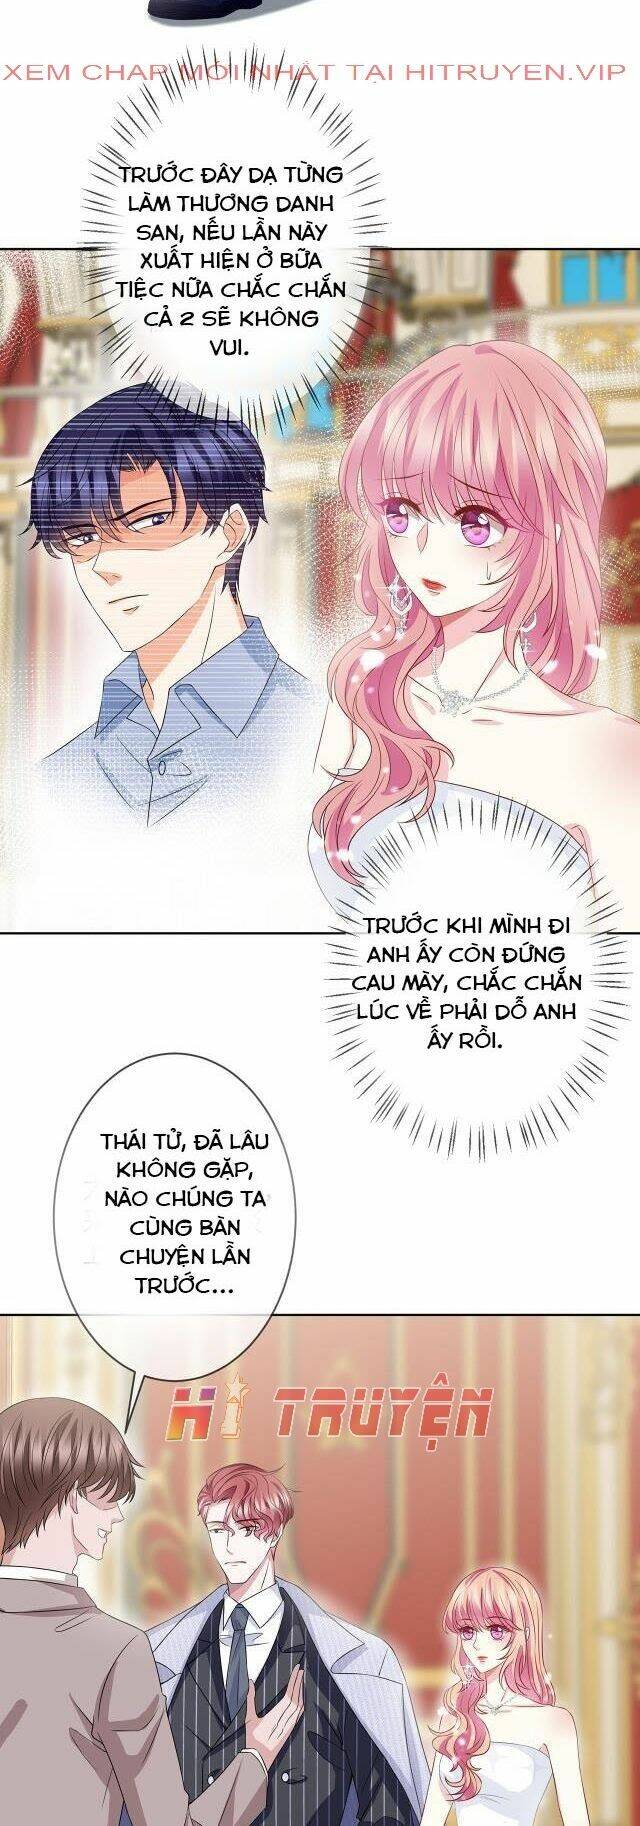 XEM CHAP MỚI NHẤT TẠI HITRUYEN.VIP
TRƯỚC ĐÂY DẠ TỪNG
LÀM THƯƠNG DANH
SAN, NẾU LẦN NÀY
XUẤT HIỆN Ở BỮA
TIỆC NỮA CHẮC CHẮN
CẢ 2 SẼ KHÔNG
VUI.
TRƯỚC KHI MÌNH ĐI
ANH ẤY CÒN ĐỨNG
CAU MÀY, CHẮC CHẮN
LÚC VỀ PHẢI DỖ ANH
ẤY RỒI.
THÁI TỬ, ĐÃ LÂU
KHÔNG GẶP,
NÀO CHÚNG TA
CÙNG BÀN
CHUYỆN LẦN
TRƯỚC...
HI TRUYỆN